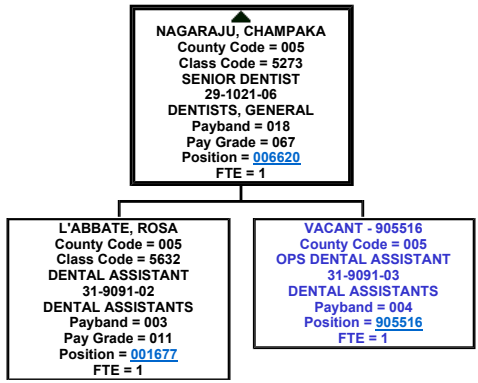 NAGARAJU, CHAMPAKA
County Code = 005
Class Code = 5273
SENIOR DENTIST
29-1021-06
DENTISTS, GENERAL
Payband = 018
Pay Grade = 067
Position = 006620
FTE = 1
L'ABBATE, ROSA
County Code = 005
Class Code = 5632
DENTAL ASSISTANT
31-9091-02
DENTAL ASSISTANTS
Payband = 003
Pay Grade = 011
Position = 001677
FTE = 1
VACANT - 905516
County Code = 005
OPS DENTAL ASSISTANT
31-9091-03
DENTAL ASSISTANTS
Payband = 004
Position = 905516
FTE = 1